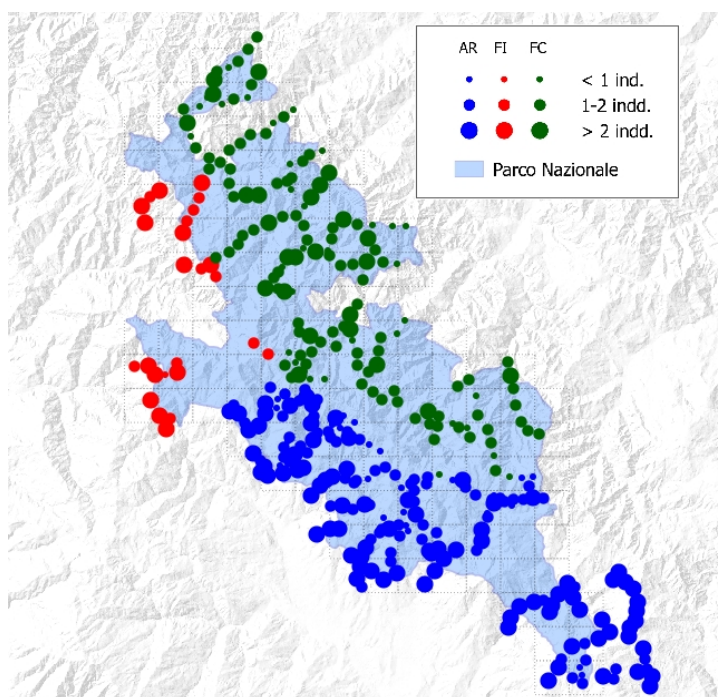 AR FI FC
< 1 ind.
1-2 indd.
> 2 indd.
Parco Nazionale